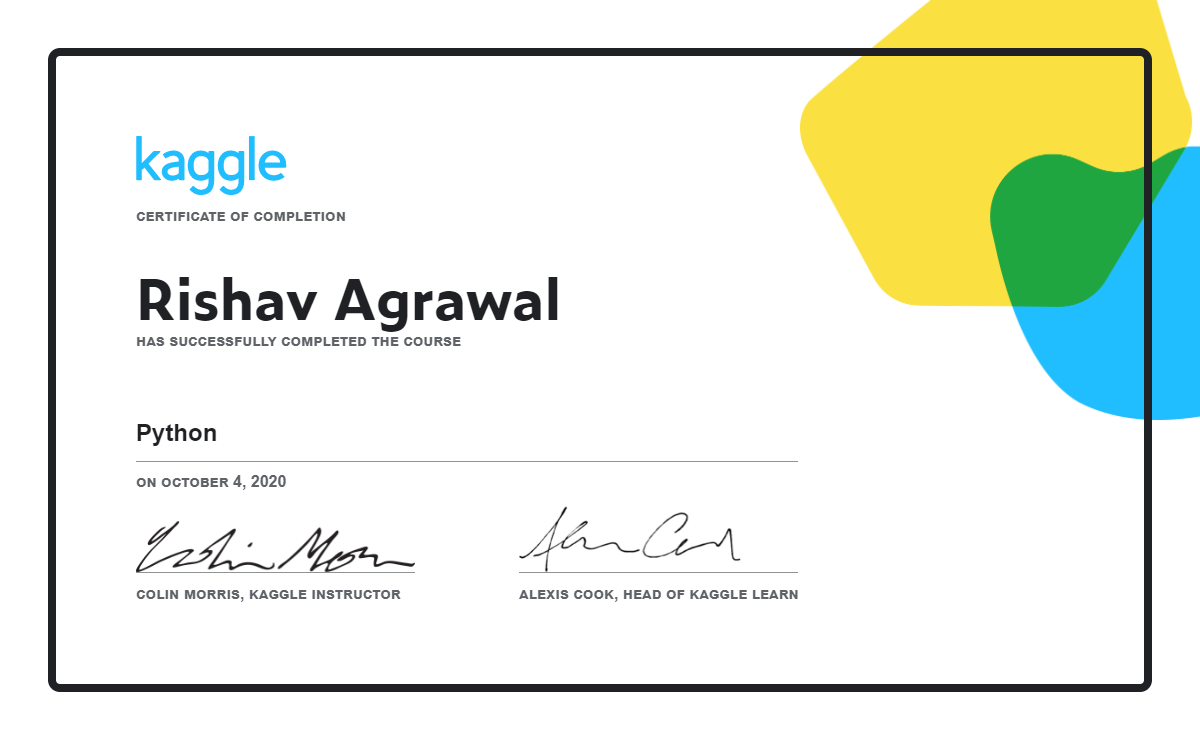 kaggle
CERTIFICATE OF COMPLETION
Rishav Agrawal
HAS SUCCESSFULLY COMPLETED THE COURSE
Python
ON OCTOBER 4, 2020
Colin Morris
Alexis Cook
COLIN MORRIS, KAGGLE INSTRUCTOR
ALEXIS COOK, HEAD OF KAGGLE LEARN